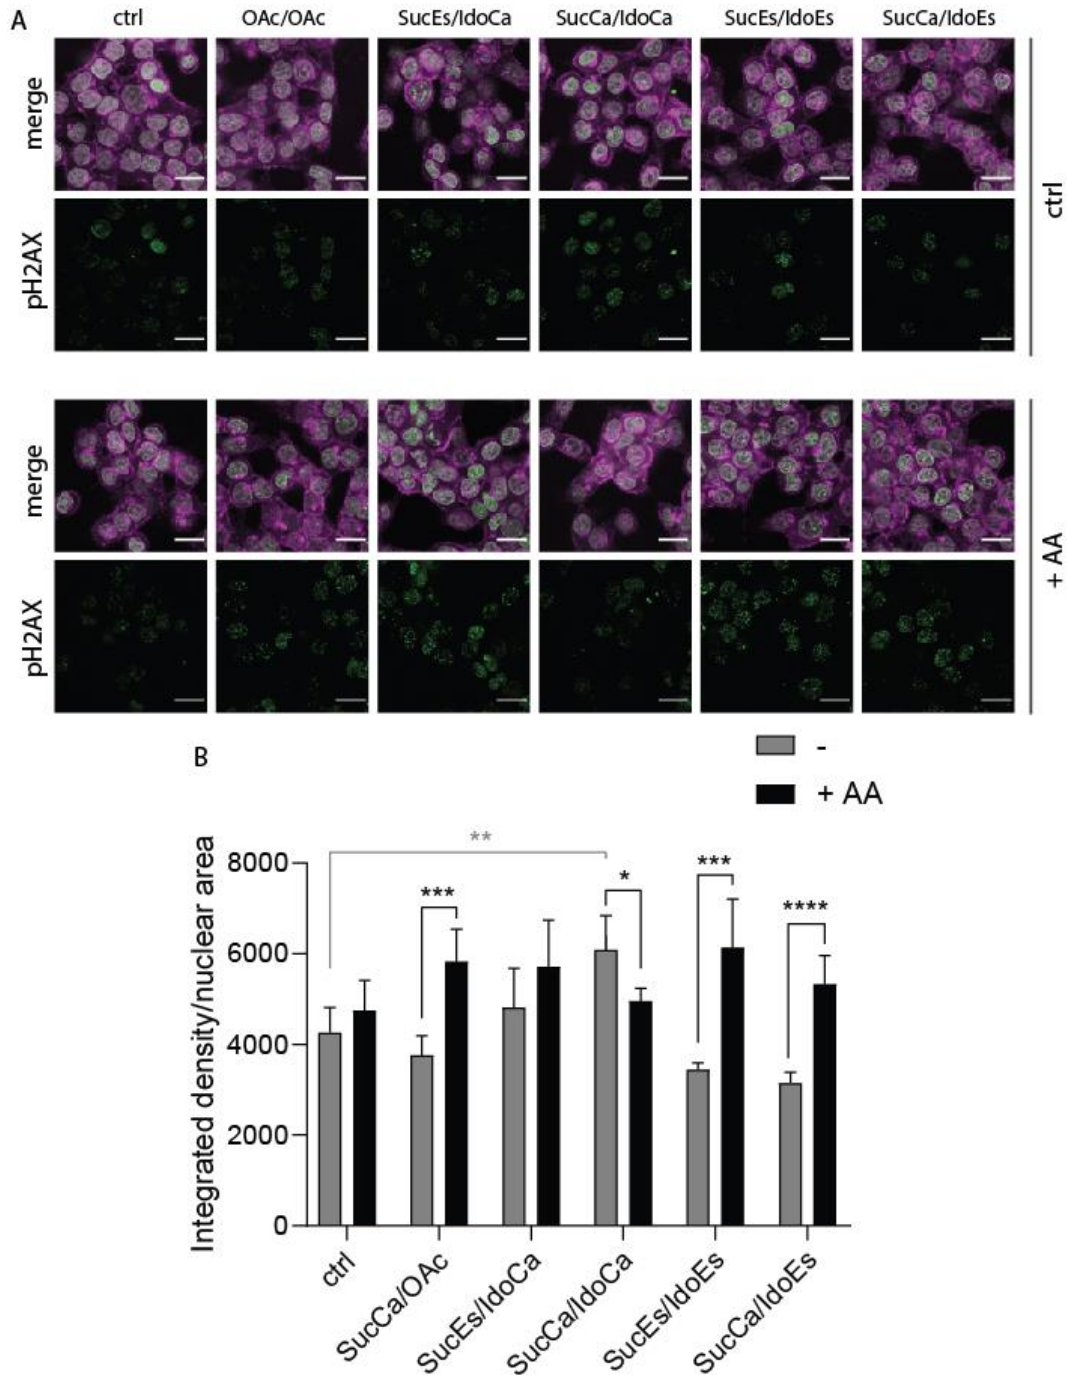 A
ctrl OAc/OAc SucEs/IdoCa SucCa/IdoCa SucEs/IdoEs SucCa/IdoEs
merge
pH2AX
ctrl
merge
pH2AX
+ AA
B
-
+ AA
Integrated density/nuclear area
8000
6000
4000
2000
0
**
***
*
***
****
ctrl
SucCa/OAc
SucEs/IdoCa
SucCa/IdoCa
SucEs/IdoEs
SucCa/IdoEs